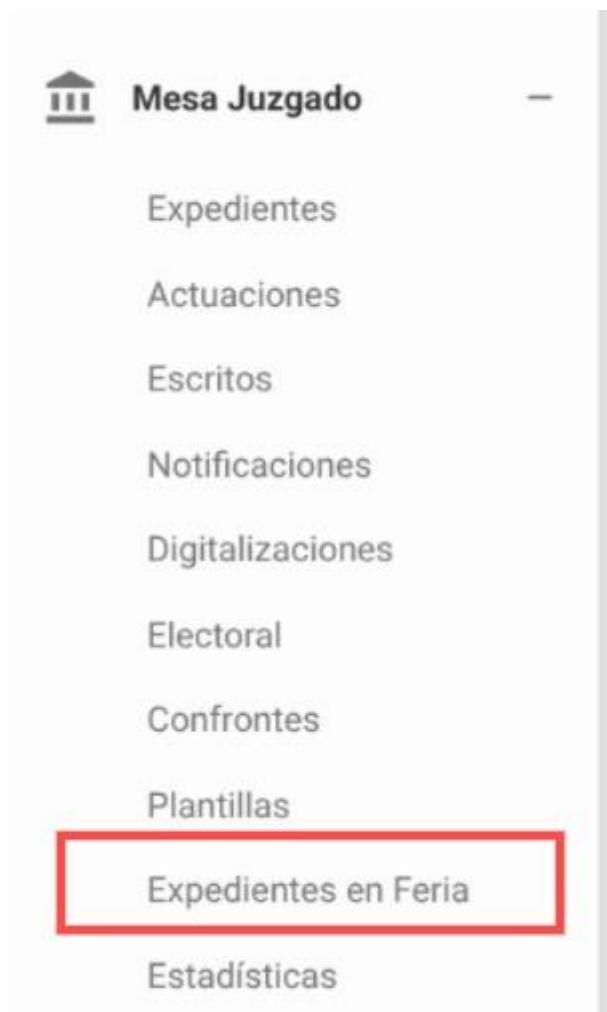 Mesa Juzgado
Expedientes
Actuaciones
Escritos
Notificaciones
Digitalizaciones
Electoral
Confrontes
Plantillas
Expedientes en Feria
Estadísticas